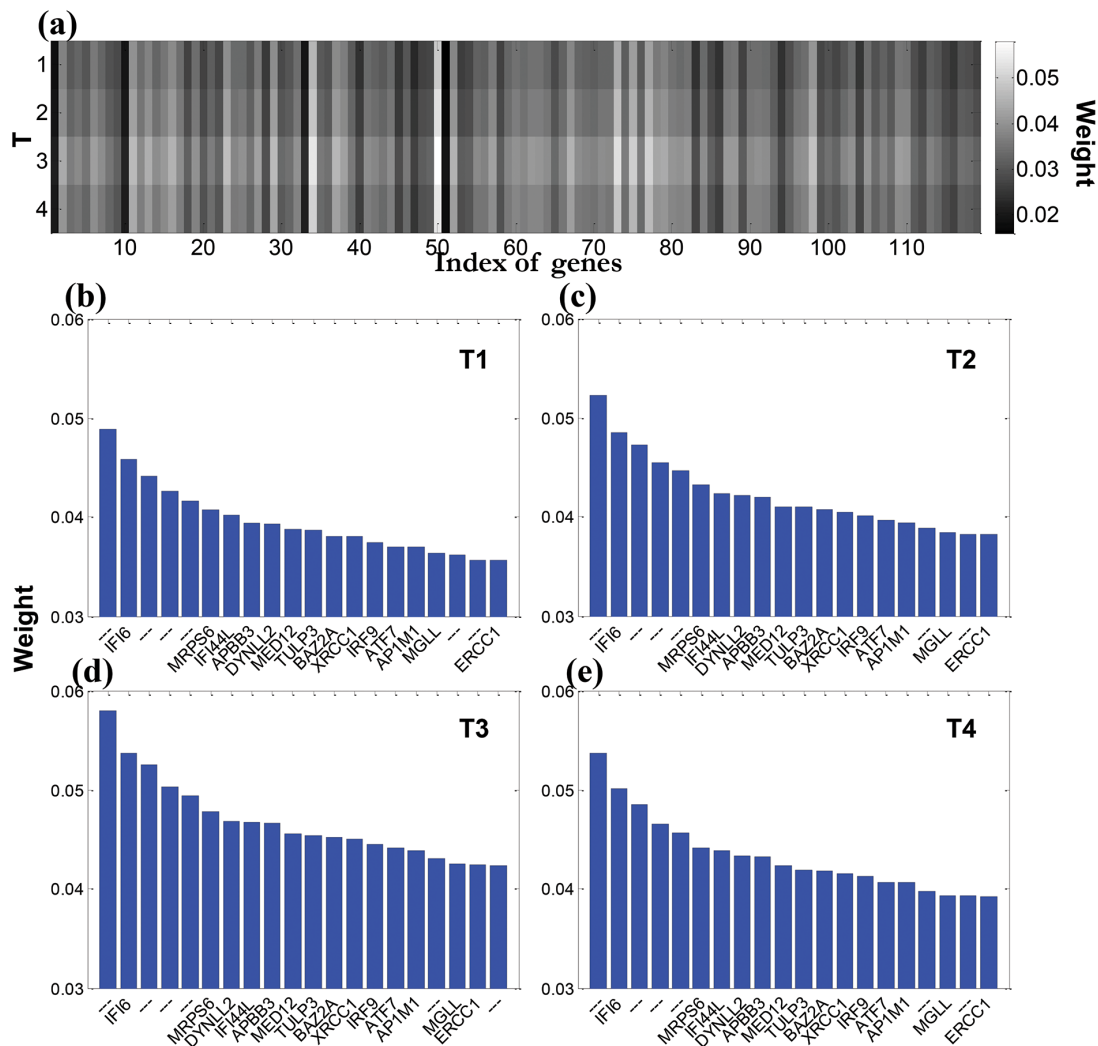 (a)
1
2
3
4
T
10 20 30 40 50 60 70 80 90 100 110
Index of genes
0.05
0.04
0.03
0.02
Weight
(b)
0.06
0.05
0.04
0.03
T1
--- IFI6 --- --- --- MRPS6 IFI44L APBB3 DYNLL2 MED12 TULP3 BAZ2A XRCC1 IRF9 ATF7 AP1M1 MGLL --- --- ERCC1
(c)
0.06
0.05
0.04
0.03
T2
--- IFI6 --- --- --- MRPS6 IFI44L DYNLL2 APBB3 MED12 TULP3 BAZ2A XRCC1 IRF9 ATF7 AP1M1 --- MGLL --- ERCC1
Weight
(d)
0.06
0.05
0.04
0.03
T3
--- IFI6 --- --- --- MRPS6 DYNLL2 IFI44L APBB3 MED12 TULP3 BAZ2A XRCC1 IRF9 ATF7 AP1M1 --- MGLL ERCC1 ---
(e)
0.06
0.05
0.04
0.03
T4
--- IFI6 --- --- --- MRPS6 IFI44L DYNLL2 APBB3 MED12 TULP3 BAZ2A XRCC1 IRF9 ATF7 AP1M1 --- MGLL --- ERCC1